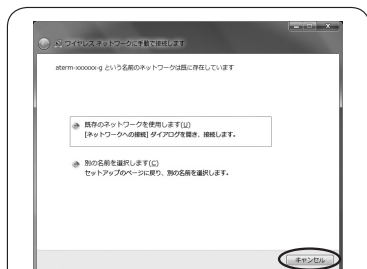 ワイヤレス ネットワークに手動で接続します
aterm-xxxxxx-g という名前のネットワークは既に存在しています
既存のネットワークを使用します(U)
[ネットワークへの接続] ダイアログを開き、接続します。
別の名前を選択します(C)
セットアップのページに戻り、別の名前を選択します。
キャンセル